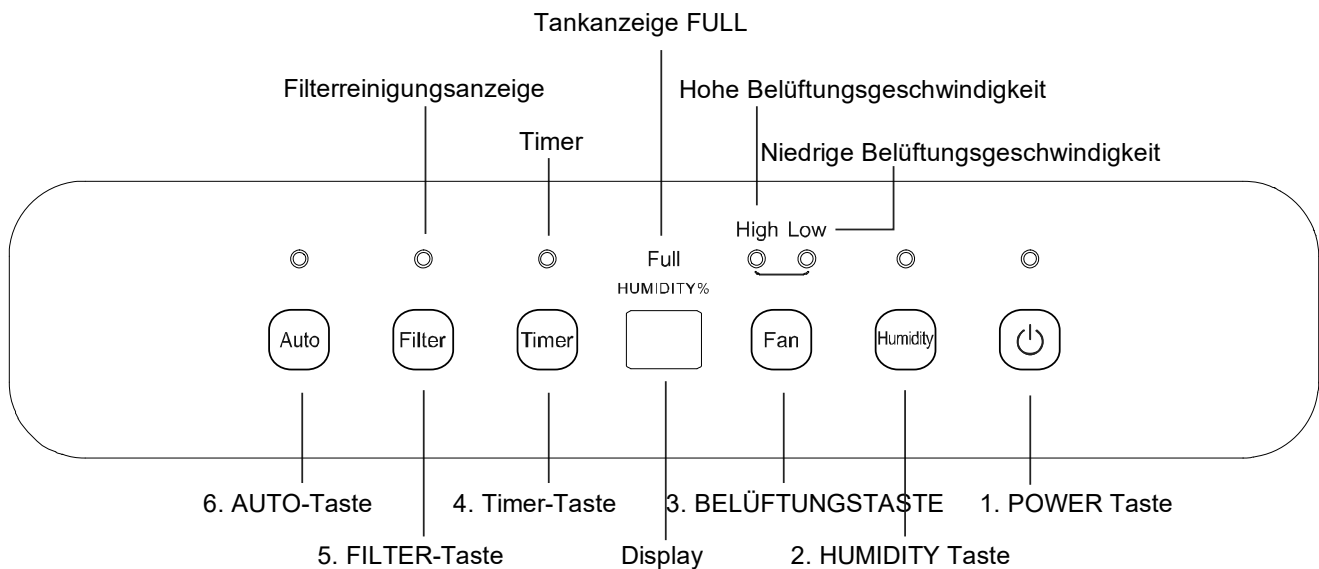 Tankanzeige FULL
Filterreinigungsanzeige
Hohe Belüftungsgeschwindigkeit
Timer
Niedrige Belüftungsgeschwindigkeit
High Low
Full
HUMIDITY%
Auto
Filter
Timer
Fan
Humidity
6. AUTO-Taste
4. Timer-Taste
3. BELÜFTUNGSTASTE
1. POWER Taste
5. FILTER-Taste
Display
2. HUMIDITY Taste